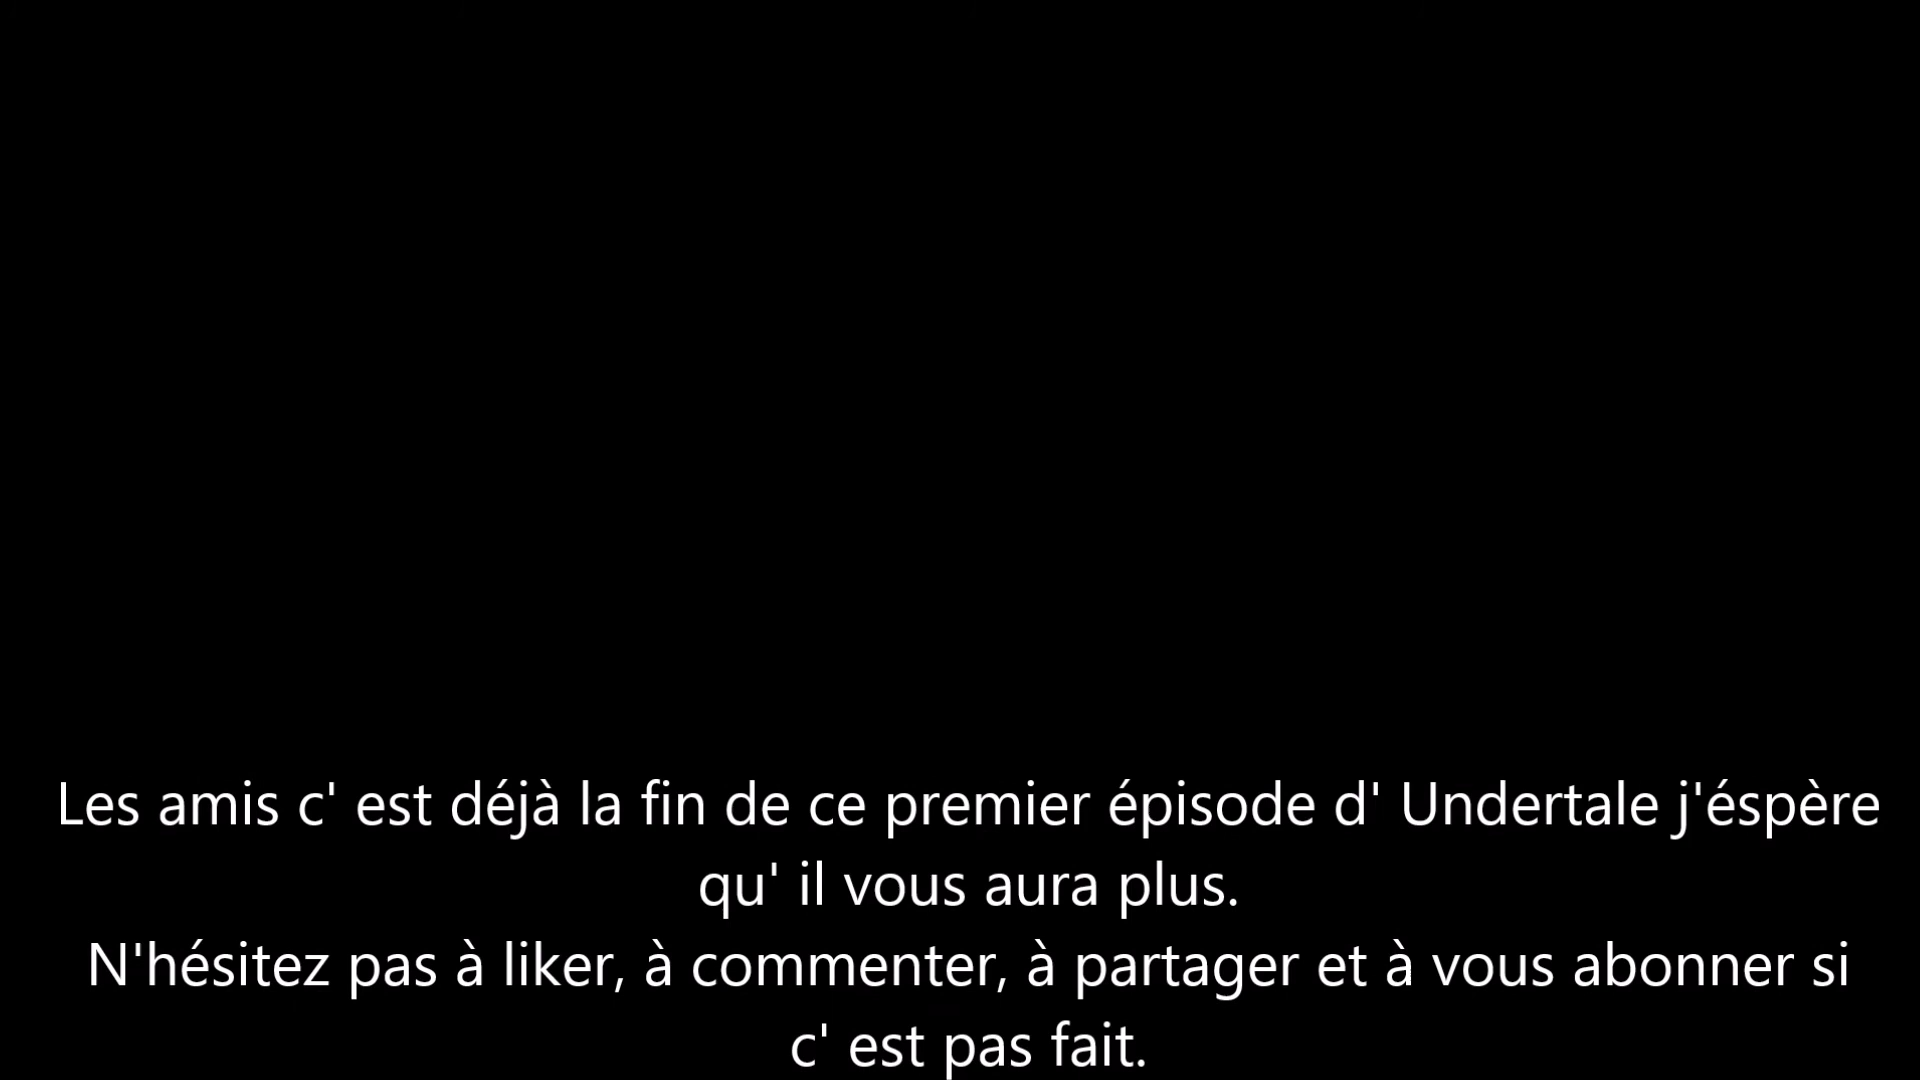 Les amis c' est déjà la fin de ce premier épisode d' Undertale j'éspère
qu' il vous aura plus.
N'hésitez pas à liker, à commenter, à partager et à vous abonner si
c' est pas fait.